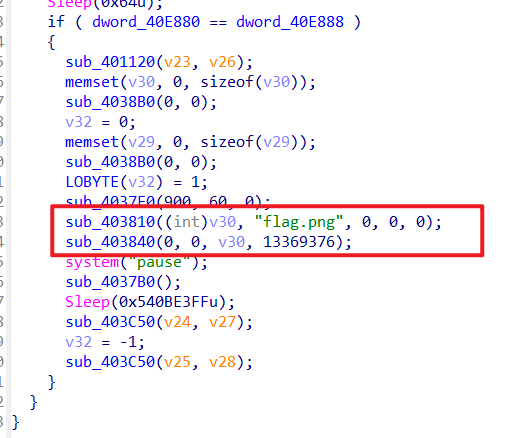 Sleep(0x64u);
if ( dword_40E880 == dword_40E888 )
{
sub_401120(v23, v26);
memset(v30, 0, sizeof(v30));
sub_4038B0(0, 0);
v32 = 0;
memset(v29, 0, sizeof(v29));
sub_4038B0(0, 0);
LOBYTE(v32) = 1;
sub_4037E0(900, 60, 0);
sub_403810((int)v30, "flag.png", 0, 0, 0);
sub_403840(0, 0, v30, 13369376);
system("pause");
sub_4037B0();
Sleep(0x540BE3FFu);
sub_403C50(v24, v27);
v32 = -1;
sub_403C50(v25, v28);
}
}
}